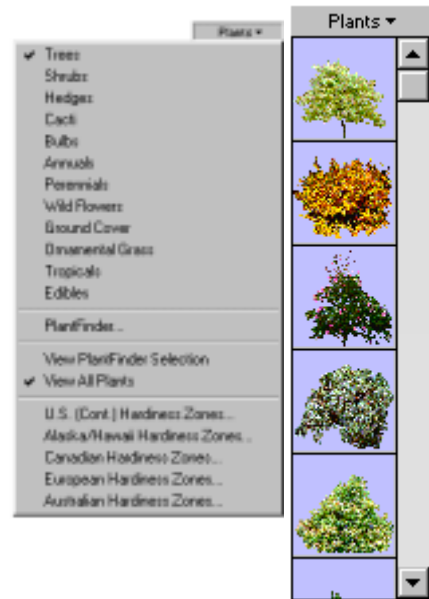 Plants
Trees
Shrubs
Hedges
Cacti
Bulbs
Annuals
Perennials
Wild Flowers
Ground Cover
Ornamental Grass
Tropicals
Edibles
PlantFinder...
View PlantFinder Selection
View All Plants
U.S. (Cont.) Hardiness Zones...
Alaska/Hawaii Hardiness Zones...
Canadian Hardiness Zones...
European Hardiness Zones...
Australian Hardiness Zones...
Plants